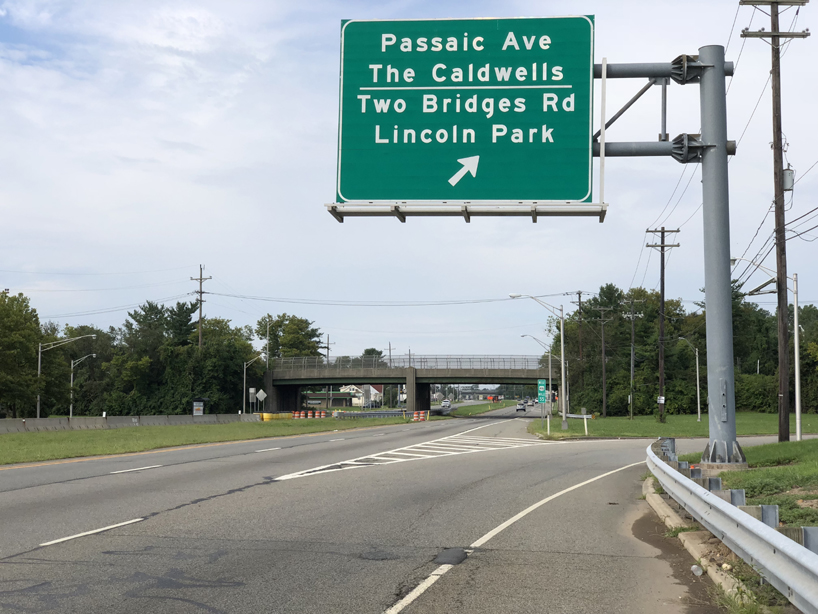 Passaic Ave
The Caldwells
Two Bridges Rd
Lincoln Park